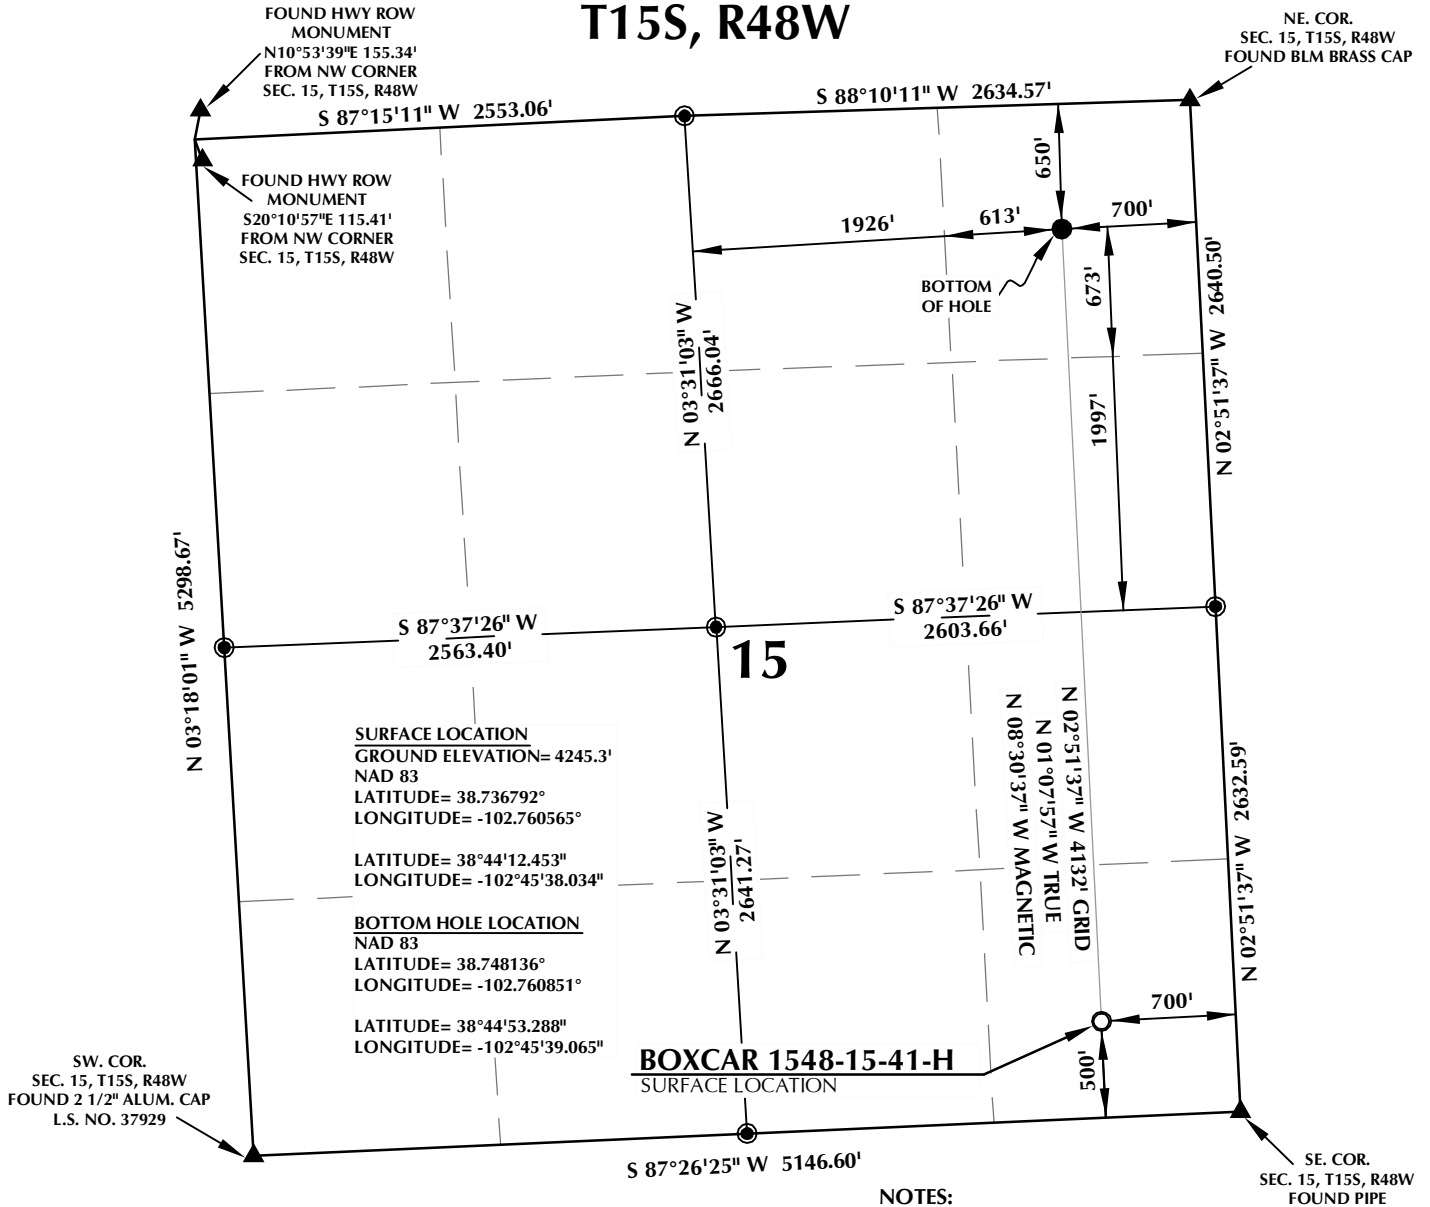 T15S, R48W
FOUND HWY ROW
MONUMENT
N10°53'39"E 155.34'
FROM NW CORNER
SEC. 15, T15S, R48W
NE. COR.
SEC. 15, T15S, R48W
FOUND BLM BRASS CAP
S 87°15'11" W 2553.06'
S 88°10'11" W 2634.57'
FOUND HWY ROW
MONUMENT
S20°10'57"E 115.41'
FROM NW CORNER
SEC. 15, T15S, R48W
650'
1926'
613'
700'
BOTTOM
OF HOLE
673'
N 02°51'37" W 2640.50'
N 03°31'03" W
2666.04'
1997'
N 03°18'01" W 5298.67'
S 87°37'26" W
2563.40'
S 87°37'26" W
2603.66'
15
SURFACE LOCATION
GROUND ELEVATION= 4245.3'
NAD 83
LATITUDE= 38.736792°
LONGITUDE= -102.760565°
LATITUDE= 38°44'12.453"
LONGITUDE= -102°45'38.034"
BOTTOM HOLE LOCATION
NAD 83
LATITUDE= 38.748136°
LONGITUDE= -102.760851°
LATITUDE= 38°44'53.288"
LONGITUDE= -102°45'39.065"
N 03°31'03" W
2641.27'
N 02°51'37" W 4132' GRID
N 01°07'57" W TRUE
N 08°30'37" W MAGNETIC
N 02°51'37" W 2632.59'
700'
500'
BOXCAR 1548-15-41-H
SURFACE LOCATION
SW. COR.
SEC. 15, T15S, R48W
FOUND 2 1/2" ALUM. CAP
L.S. NO. 37929
S 87°26'25" W 5146.60'
SE. COR.
SEC. 15, T15S, R48W
FOUND PIPE
NOTES: